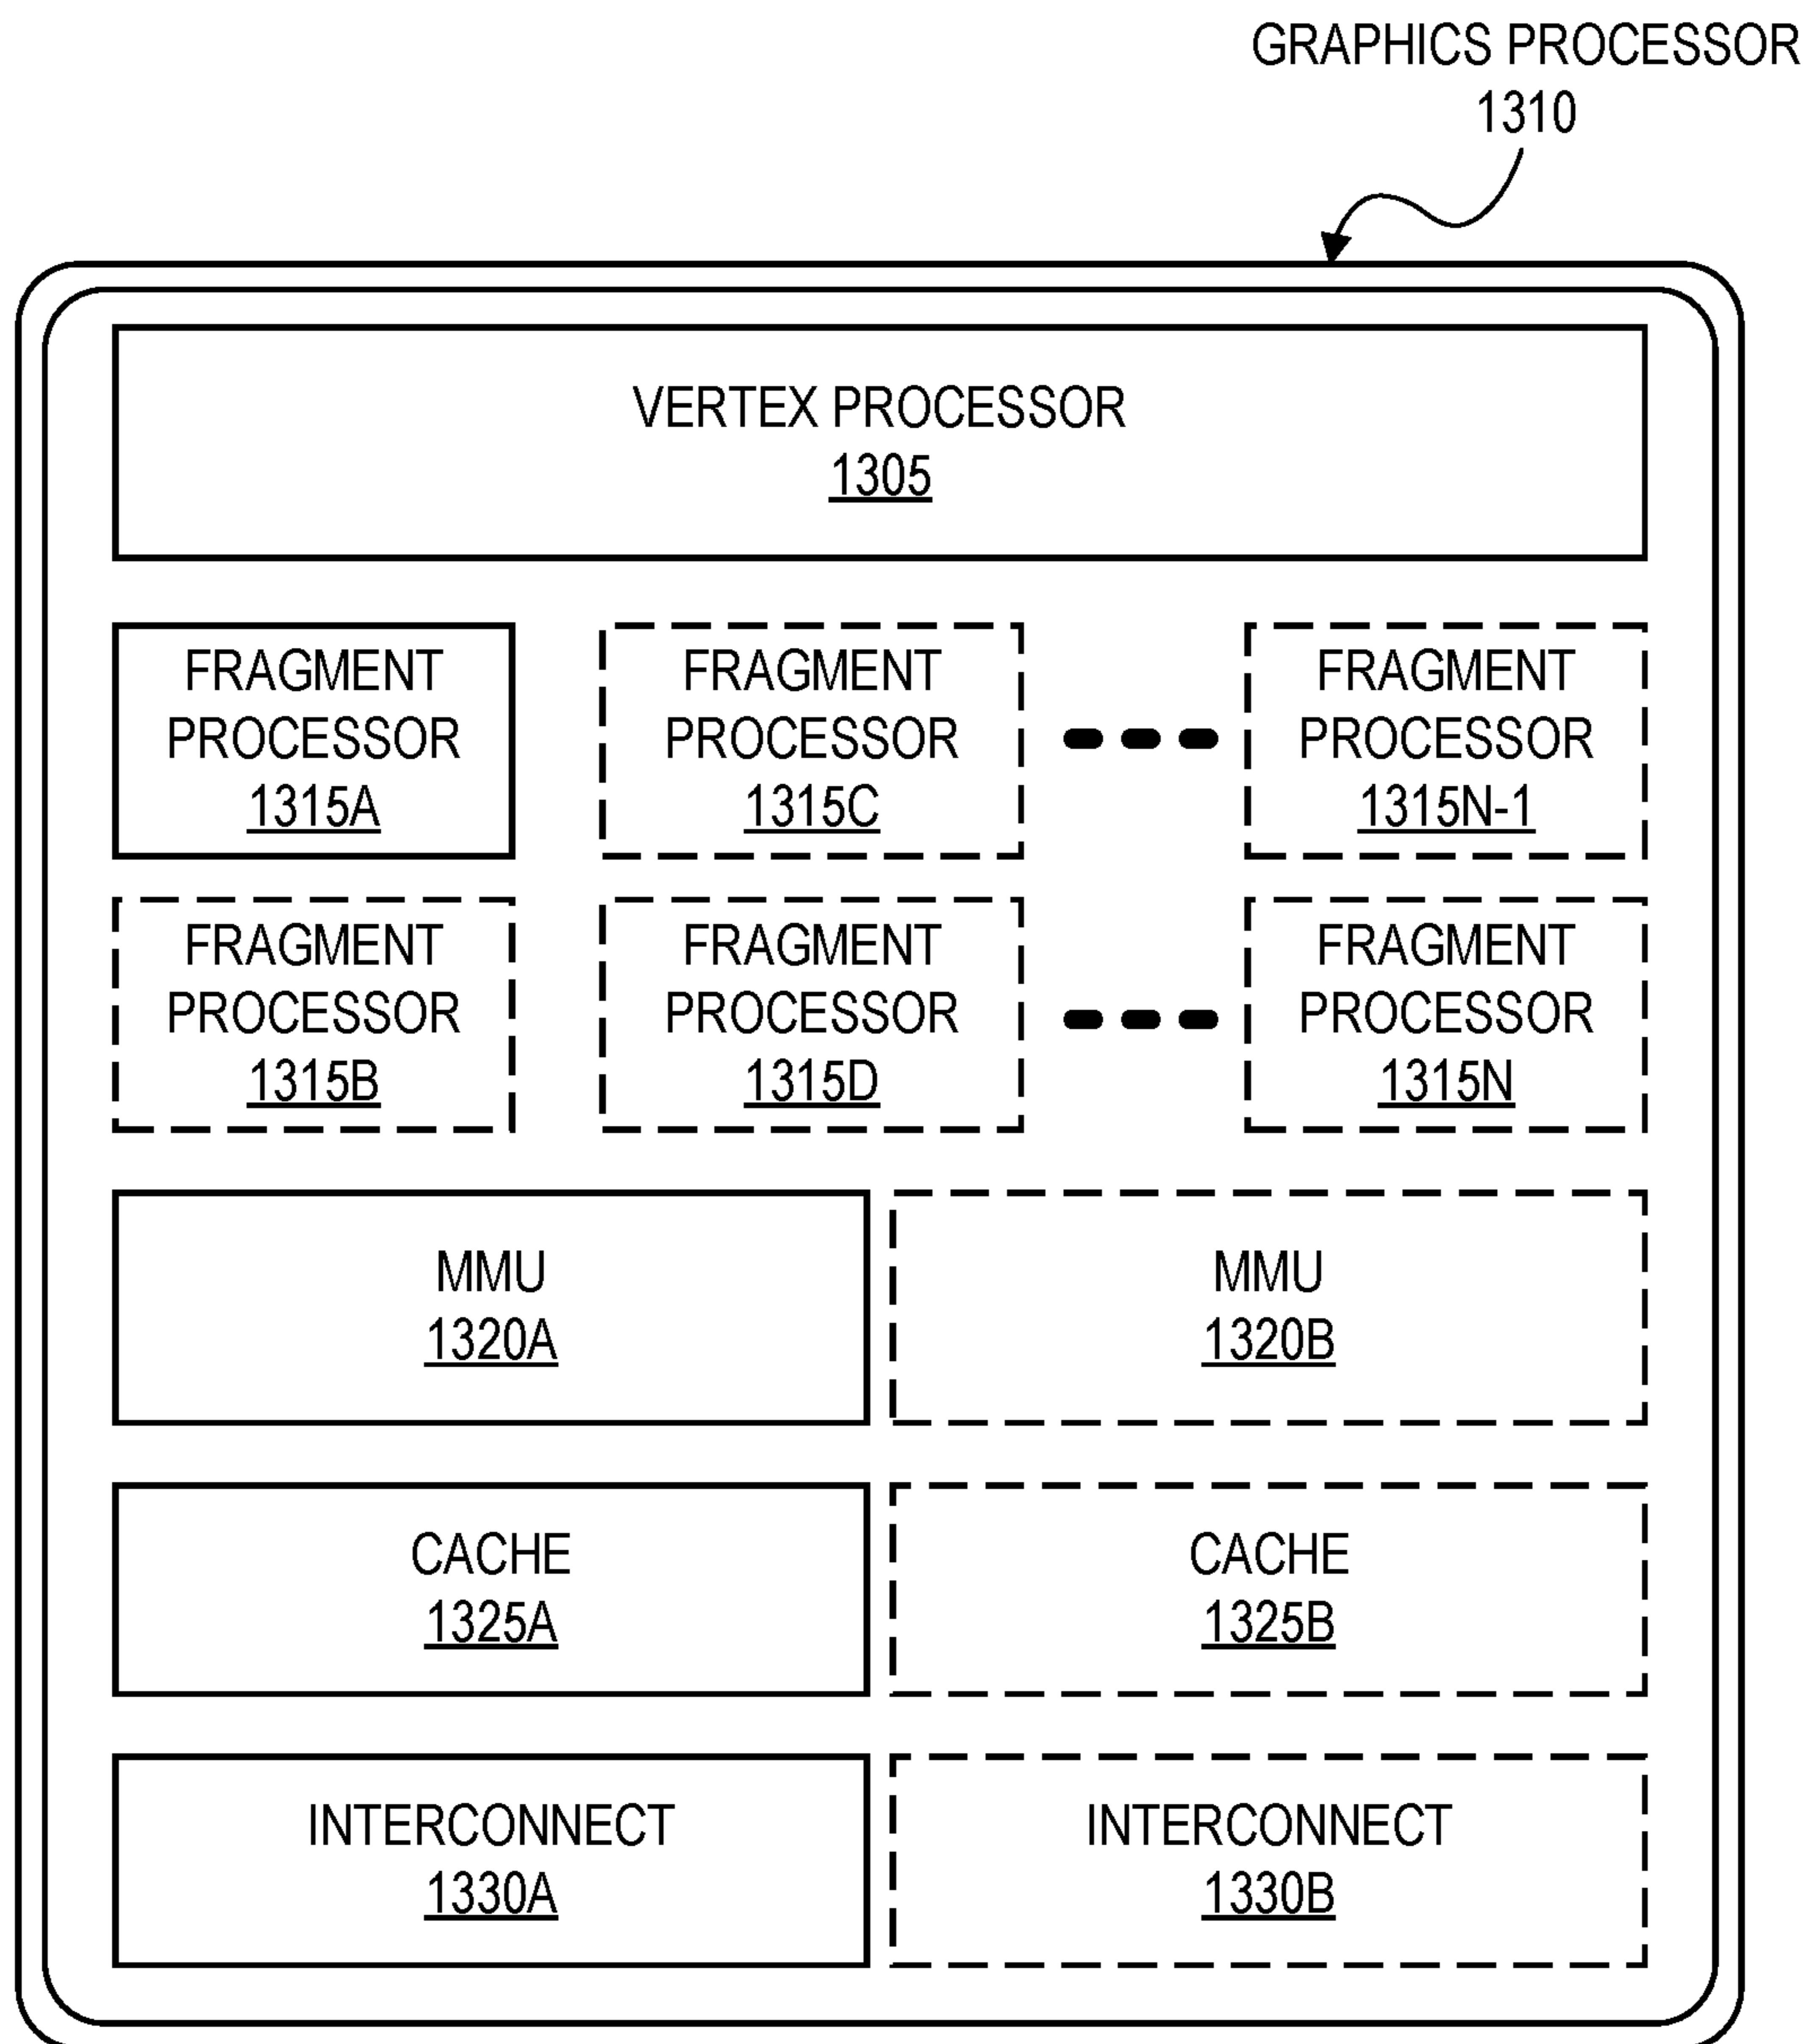 GRAPHICS PROCESSOR
1310
VERTEX PROCESSOR
1305
FRAGMENT
PROCESSOR
1315A
FRAGMENT
PROCESSOR
1315C
FRAGMENT
PROCESSOR
1315N-1
FRAGMENT
PROCESSOR
1315B
FRAGMENT
PROCESSOR
1315D
FRAGMENT
PROCESSOR
1315N
MMU
1320A
MMU
1320B
CACHE
1325A
CACHE
1325B
INTERCONNECT
1330A
INTERCONNECT
1330B